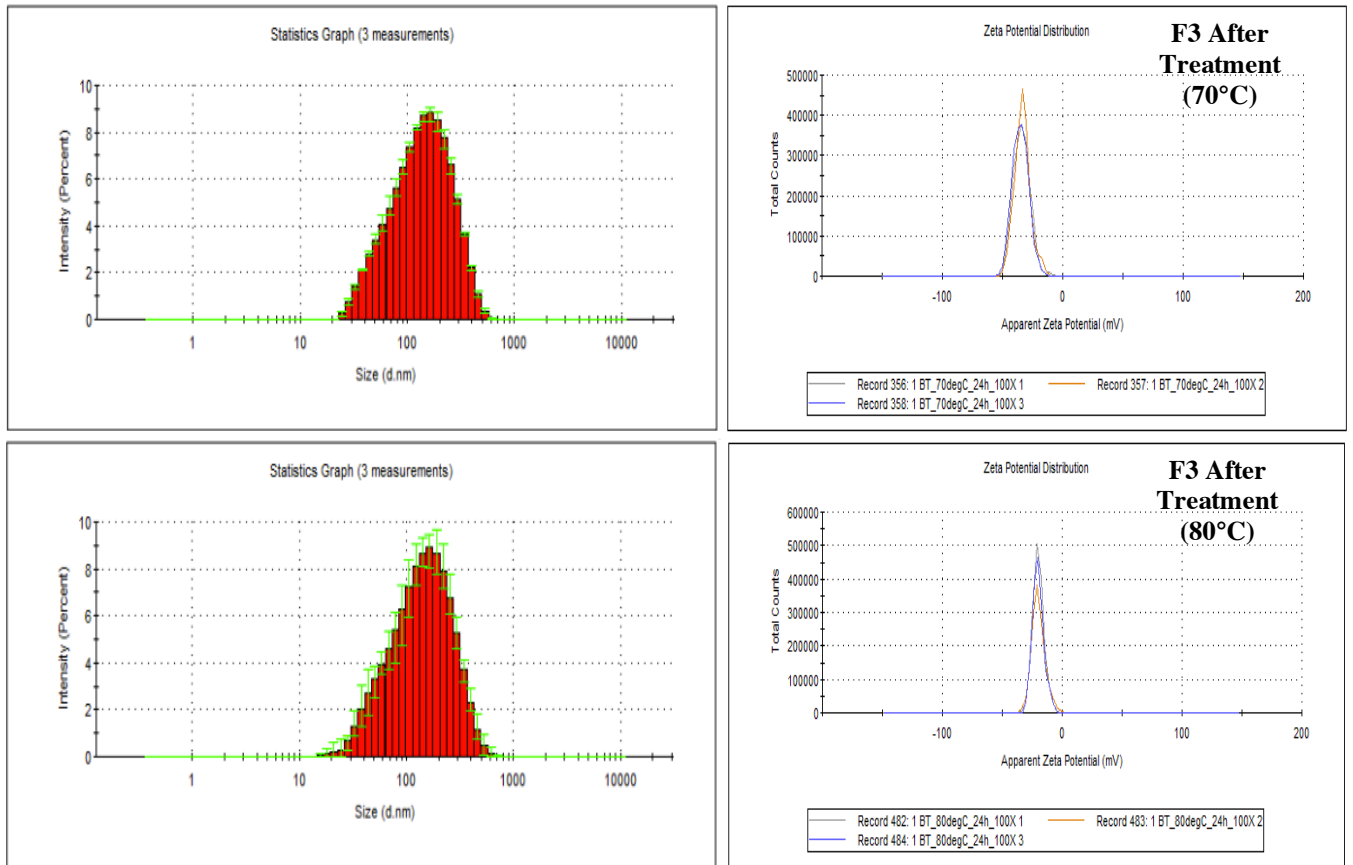 Statistics Graph (3 measurements)
10
8
6
4
2
0
Intensity (Percent)
1 10 100 1000 10000
Size (d.nm)
Zeta Potential Distribution
F3 After
Treatment
(70°C)
500000
400000
300000
200000
100000
0
Total Counts
-100 0 100 200
Apparent Zeta Potential (mV)
Record 356: 1 BT_70degC_24h_100X 1 Record 357: 1 BT_70degC_24h_100X 2
Record 358: 1 BT_70degC_24h_100X 3
Statistics Graph (3 measurements)
10
8
6
4
2
0
Intensity (Percent)
1 10 100 1000 10000
Size (d.nm)
Zeta Potential Distribution
F3 After
Treatment
(80°C)
600000
500000
400000
300000
200000
100000
0
Total Counts
-100 0 100 200
Apparent Zeta Potential (mV)
Record 482: 1 BT_80degC_24h_100X 1 Record 483: 1 BT_80degC_24h_100X 2
Record 484: 1 BT_80degC_24h_100X 3